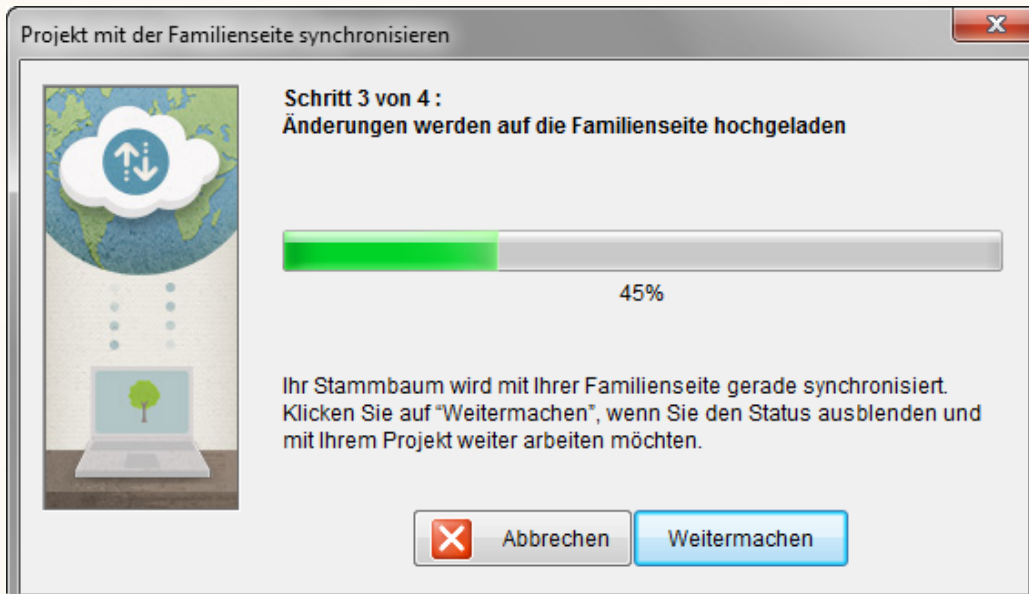 Projekt mit der Familienseite synchronisieren
Schritt 3 von 4 :
Änderungen werden auf die Familienseite hochgeladen
45%
Ihr Stammbaum wird mit Ihrer Familienseite gerade synchronisiert.
Klicken Sie auf “Weitermachen”, wenn Sie den Status ausblenden und
mit Ihrem Projekt weiter arbeiten möchten.
Abbrechen
Weitermachen